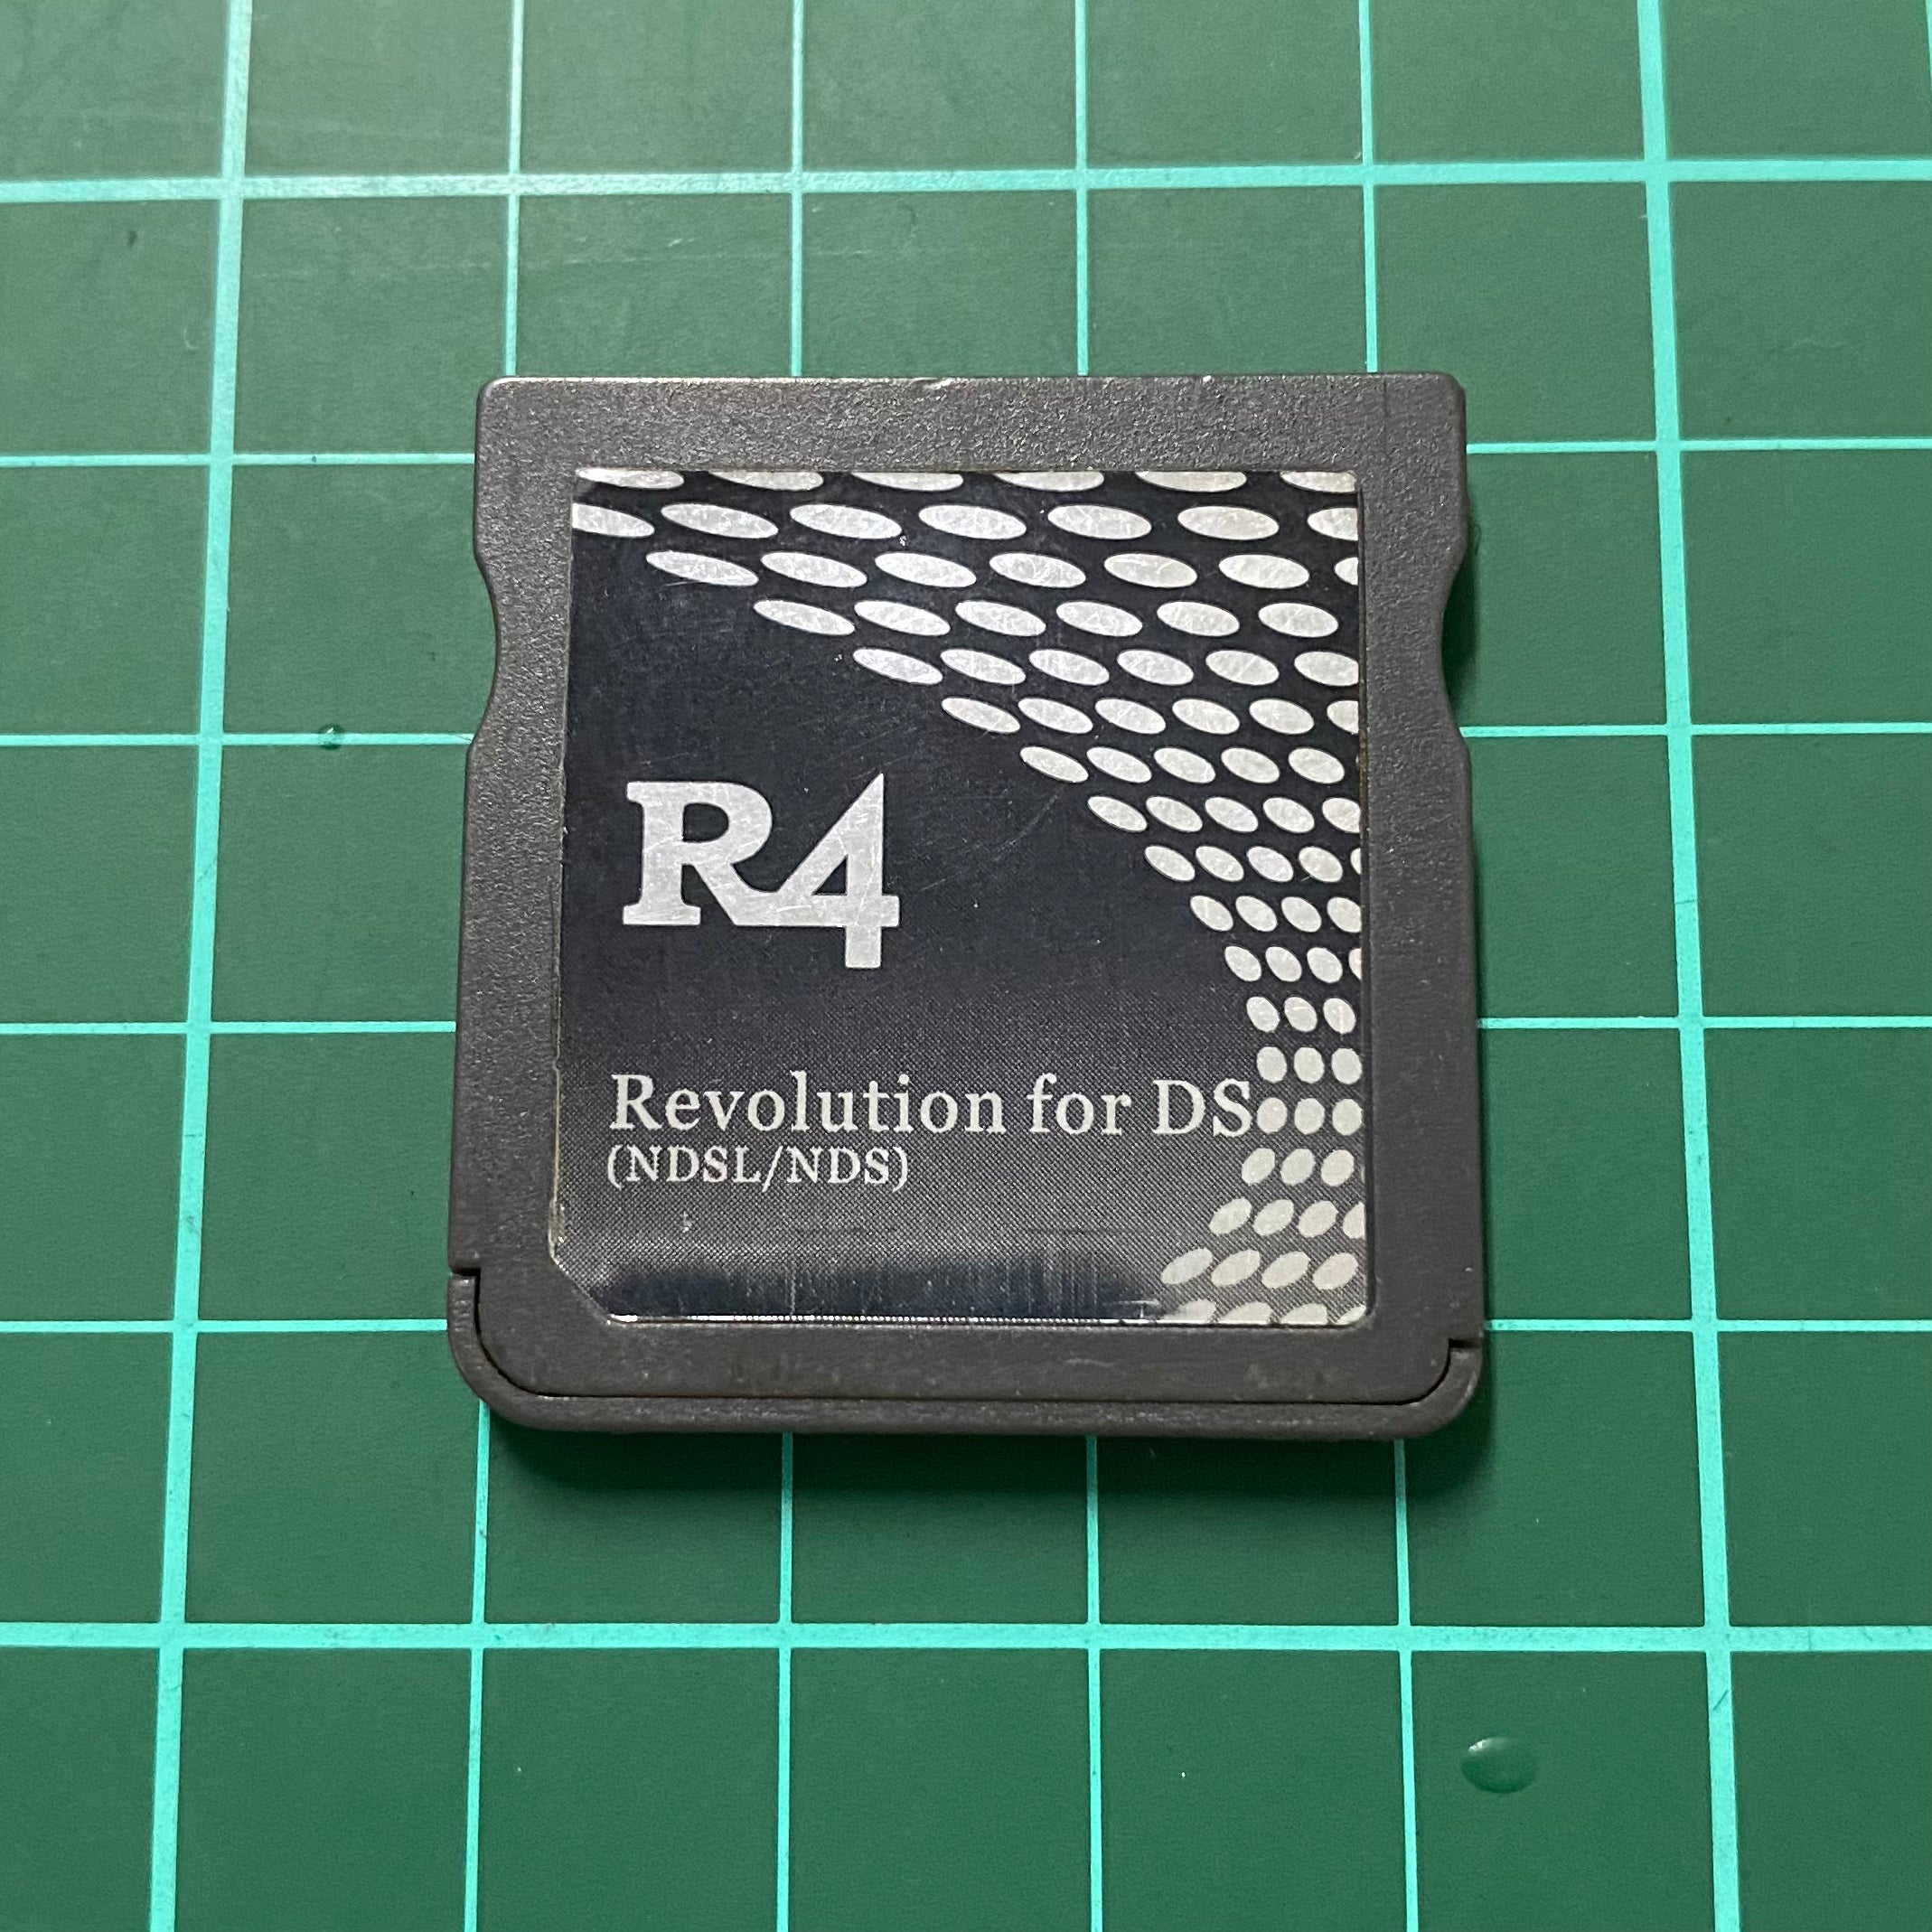 R4
Revolution for DS
(NDSL/NDS)